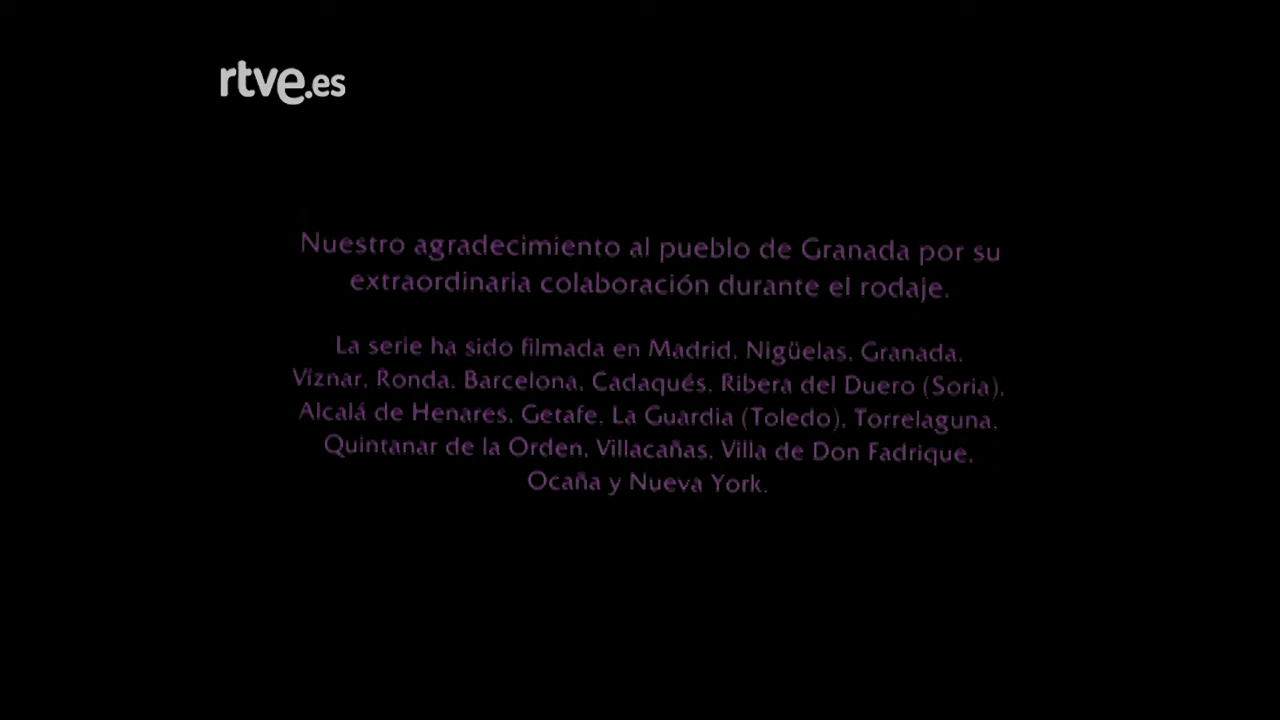 rtve.es
Nuestro agradecimiento al pueblo de Granada por su
extraordinaria colaboración durante el rodaje.
La serie ha sido filmada en Madrid, Nigüelas, Granada,
Víznar, Ronda, Barcelona, Cadaqués, Ribera del Duero (Soria),
Alcalá de Henares, Getafe, La Guardia (Toledo), Torrelaguna,
Quintanar de la Orden, Villacañas, Villa de Don Fadrique,
Ocaña y Nueva York.